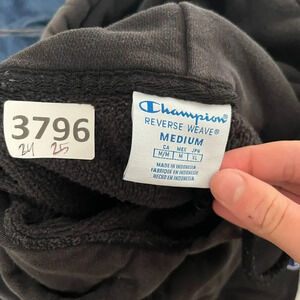 3796
24 25
Champion
REVERSE WEAVE®
MEDIUM
CA MEX JPN
M/M M XL
MADE IN INDONESIA
FABRIQUÉ EN INDONÉSIE
HECHO EN INDONESIA